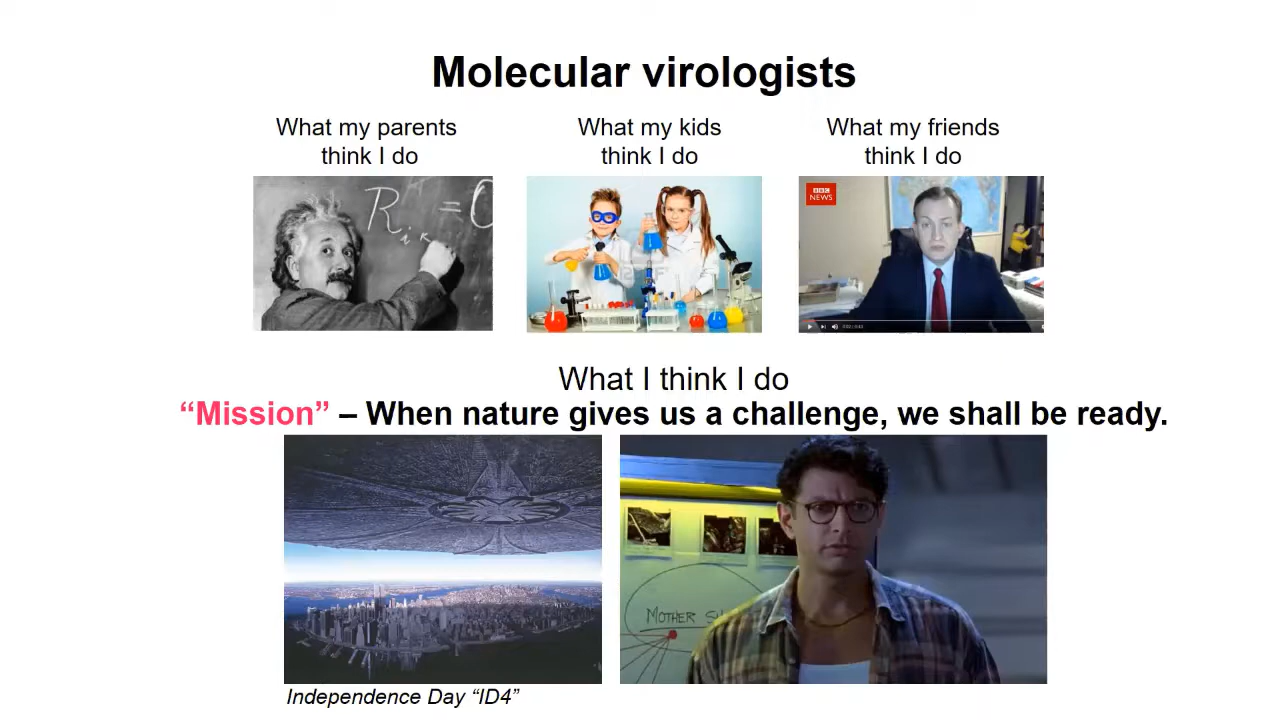 Molecular virologists
What my parents
think I do
What my kids
think I do
What my friends
think I do
BBC
NEWS
What I think I do
“Mission” – When nature gives us a challenge, we shall be ready.
MOTHER
Independence Day “ID4”